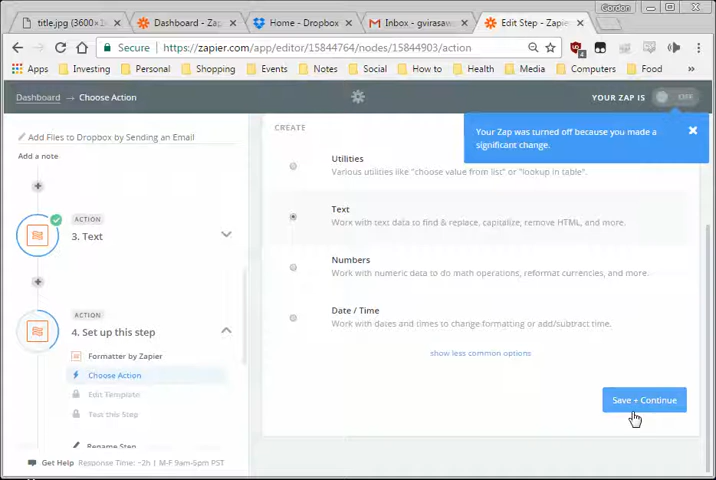 Gordon
title.jpg (3600×2
Dashboard - Zap
Home - Dropbox
Inbox - gvirasaw
Edit Step - Zapier
Secure
https://zapier.com/app/editor/15844764/nodes/15844903/action
4
Apps
Investing
Personal
Shopping
Events
Notes
Social
How to
Health
Media
Computers
Food
Dashboard → Choose Action
YOUR ZAP IS
OFF
Your Zap was turned off because you made a
significant change.
Add Files to Dropbox by Sending an Email
Add a note
ACTION
3. Text
ACTION
4. Set up this step
Formatter by Zapier
Choose Action
Edit Template
Test this Step
Rename Step
Get Help
Response Time: ~2h | M-F 9am-5pm PST
CREATE
Utilities
Various utilities like "choose value from list" or "lookup in table".
Text
Work with text data to find & replace, capitalize, remove HTML, and more.
Numbers
Work with numeric data to do math operations, reformat currencies, and more.
Date / Time
Work with dates and times to change formatting or add/subtract time.
show less common options
Save + Continue